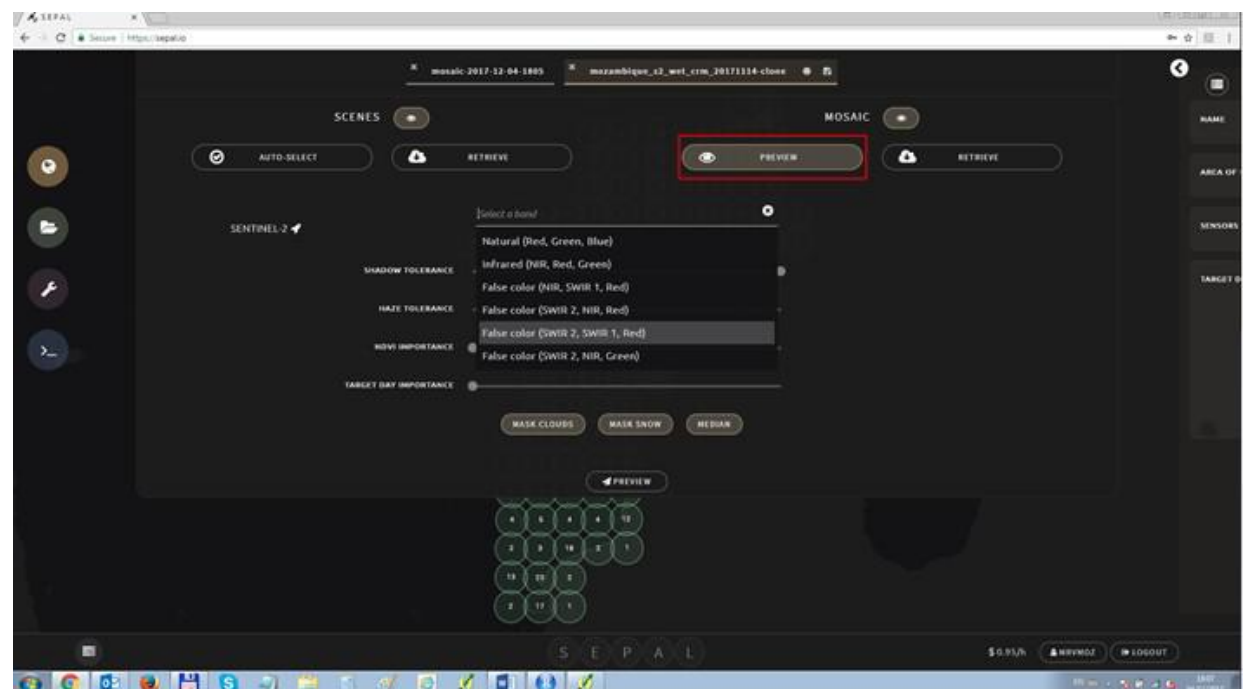 SEPAL
Secure | https://sepal.io
mosaic-2017-12-04-1805
mozambique_s2_wet_crm_20171114-clone
SCENES
MOSAIC
NAME
AUTO-SELECT
RETRIEVE
PREVIEW
RETRIEVE
AREA OF
SENSORS
SENTINEL-2
Select a band
Natural (Red, Green, Blue)
Infrared (NIR, Red, Green)
False color (NIR, SWIR 1, Red)
False color (SWIR 2, NIR, Red)
False color (SWIR 2, SWIR 1, Red)
False color (SWIR 2, NIR, Green)
SHADOW TOLERANCE
TARGET D
HAZE TOLERANCE
NDVI IMPORTANCE
TARGET DAY IMPORTANCE
MASK CLOUDS
MASK SNOW
MEDIAN
PREVIEW
S E P A L
$ 0.95/h
LOGOUT